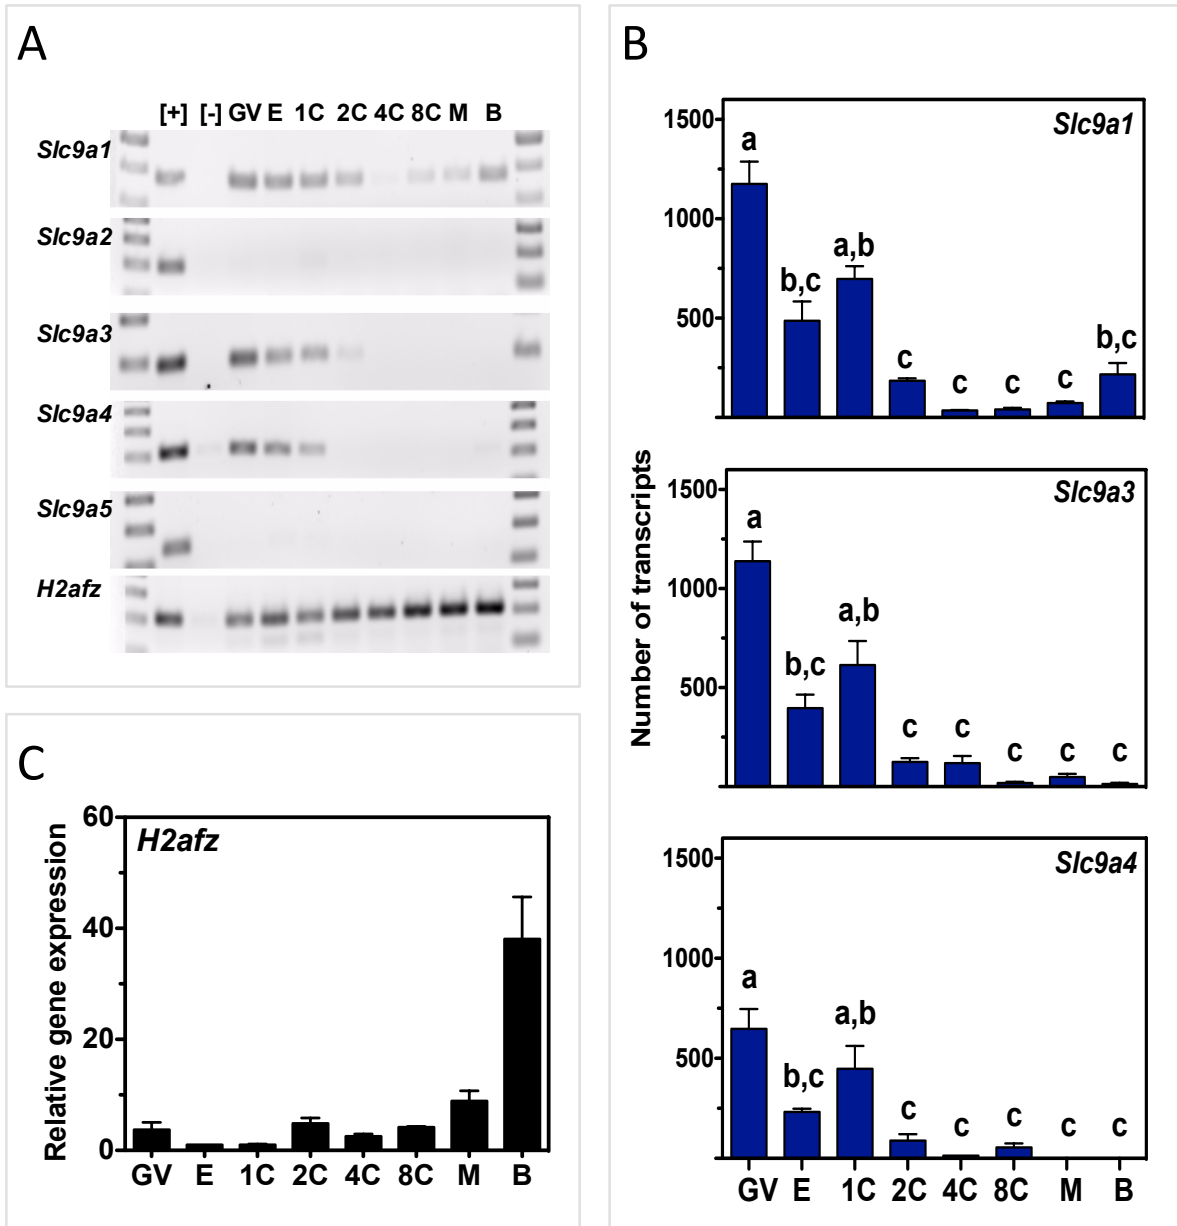 A
[+] [-] GV E 1C 2C 4C 8C M B
Slc9a1
Slc9a2
Slc9a3
Slc9a4
Slc9a5
H2afz
B
Number of transcripts
Slc9a1
1500
1000
500
a
b,c
a,b
c
c
c
c
b,c
Slc9a3
1500
1000
500
a
b,c
a,b
c
c
c
c
c
Slc9a4
1500
1000
500
a
b,c
a,b
c
c
c
c
c
GV E 1C 2C 4C 8C M B
C
Relative gene expression
H2afz
60
40
20
0
GV E 1C 2C 4C 8C M B